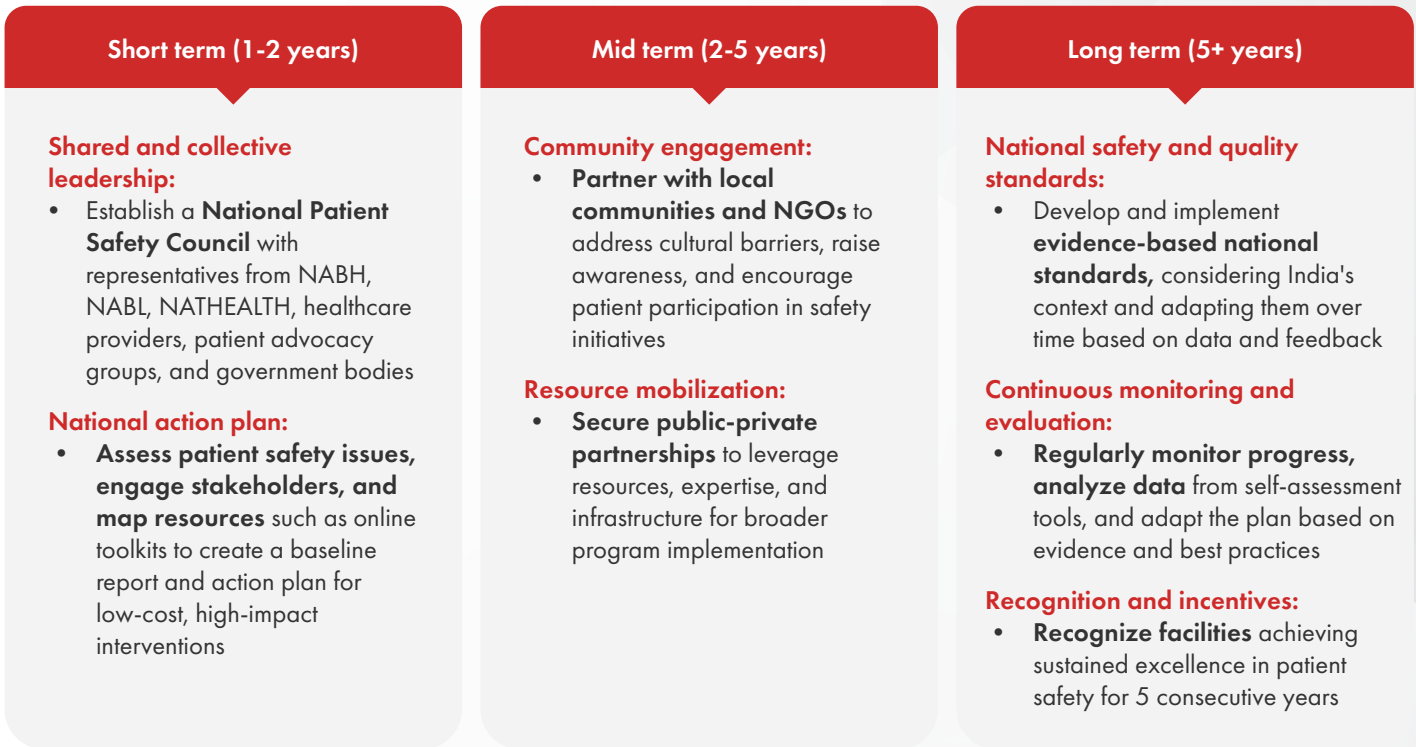 Short term (1-2 years)
Shared and collective
leadership:
• Establish a National Patient
Safety Council with
representatives from NABH,
NABL, NATHEALTH, healthcare
providers, patient advocacy
groups, and government bodies
National action plan:
• Assess patient safety issues,
engage stakeholders, and
map resources such as online
toolkits to create a baseline
report and action plan for
low-cost, high-impact
interventions
Mid term (2-5 years)
Community engagement:
• Partner with local
communities and NGOs to
address cultural barriers, raise
awareness, and encourage
patient participation in safety
initiatives
Resource mobilization:
• Secure public-private
partnerships to leverage
resources, expertise, and
infrastructure for broader
program implementation
Long term (5+ years)
National safety and quality
standards:
• Develop and implement
evidence-based national
standards, considering India's
context and adapting them over
time based on data and feedback
Continuous monitoring and
evaluation:
• Regularly monitor progress,
analyze data from self-assessment
tools, and adapt the plan based on
evidence and best practices
Recognition and incentives:
• Recognize facilities achieving
sustained excellence in patient
safety for 5 consecutive years